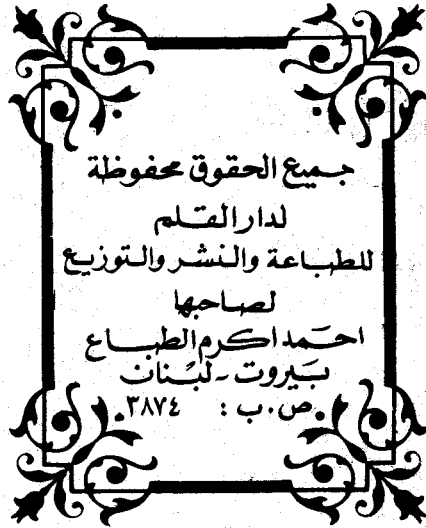 جميع الحقوق محفوظة
لدار القلم
للطباعة والنشر والتوزيع
لصاحبها
احمد اكرم الطباع
بيروت - لبنان
ص.ب : ٣٨٧٤